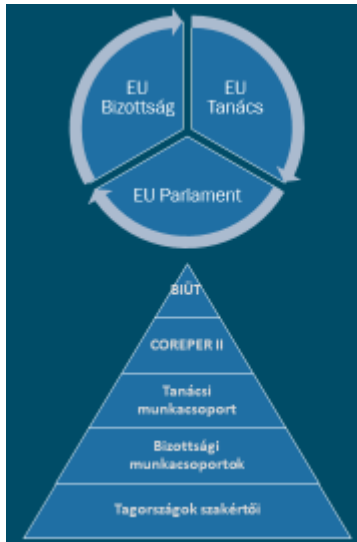 EU
Bizottság
EU
Tanács
EU Parlament
BIÜT
COREPER II
Tanácsi
munkacsoport
Bizottsági
munkacsoportok
Tagországok szakértői